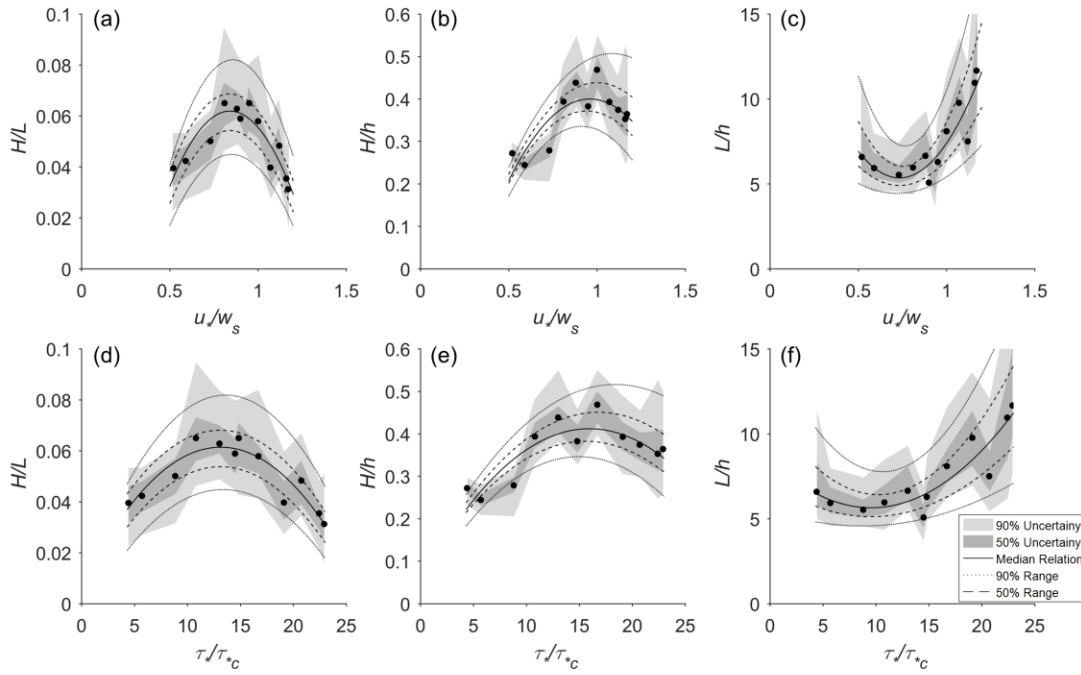 (a)
0.1
0.08
0.06
0.04
0.02
0
H/L
0 0.5 1 1.5
u*/ws
(b)
0.6
0.5
0.4
0.3
0.2
0.1
0
H/h
0 0.5 1 1.5
u*/ws
(c)
15
10
5
0
L/h
0 0.5 1 1.5
u*/ws
(d)
0.1
0.08
0.06
0.04
0.02
0
H/L
0 5 10 15 20 25
τ*/τ*c
(e)
0.6
0.5
0.4
0.3
0.2
0.1
0
H/h
0 5 10 15 20 25
τ*/τ*c
(f)
15
10
5
0
L/h
0 5 10 15 20 25
τ*/τ*c
90% Uncertainy
50% Uncertainy
Median Relation
90% Range
50% Range